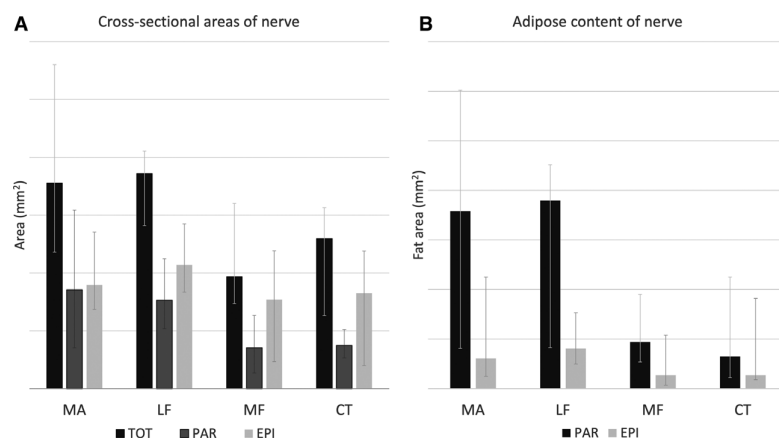 A
Cross-sectional areas of nerve
Area (mm²)
MA LF MF CT
TOT PAR EPI
B
Adipose content of nerve
Fat area (mm²)
MA LF MF CT
PAR EPI